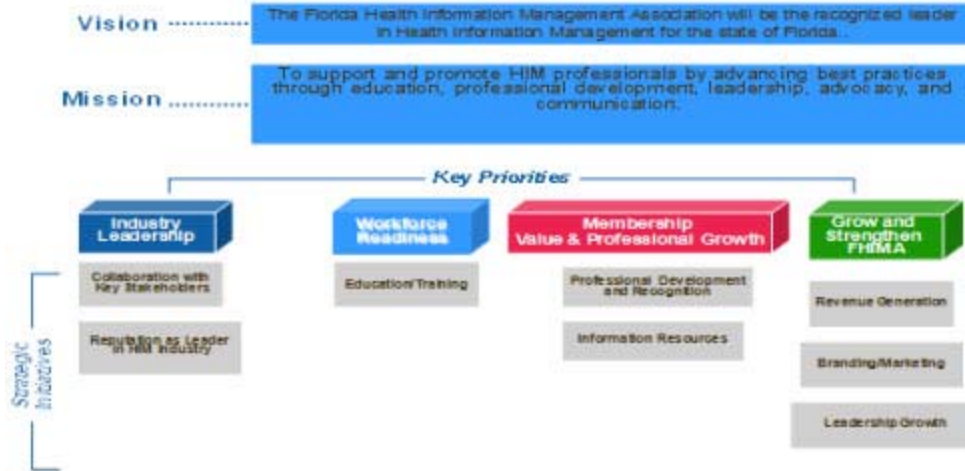 Vision
The Florida Health Information Management Association will be the recognized leader
in Health Information Management for the state of Florida..
Mission
To support and promote HIM professionals by advancing best practices
through education, professional development, leadership, advocacy, and
communication.
Key Priorities
Industry
Leadership
Workforce
Readiness
Membership
Value & Professional Growth
Grow and
Strengthen
FHIMA
Strategic
Initiatives
Collaboration with
Key Stakeholders
Reputation as Leader
in HIM Industry
Education/Training
Professional Development
and Recognition
Information Resources
Revenue Generation
Branding/Marketing
Leadership Growth